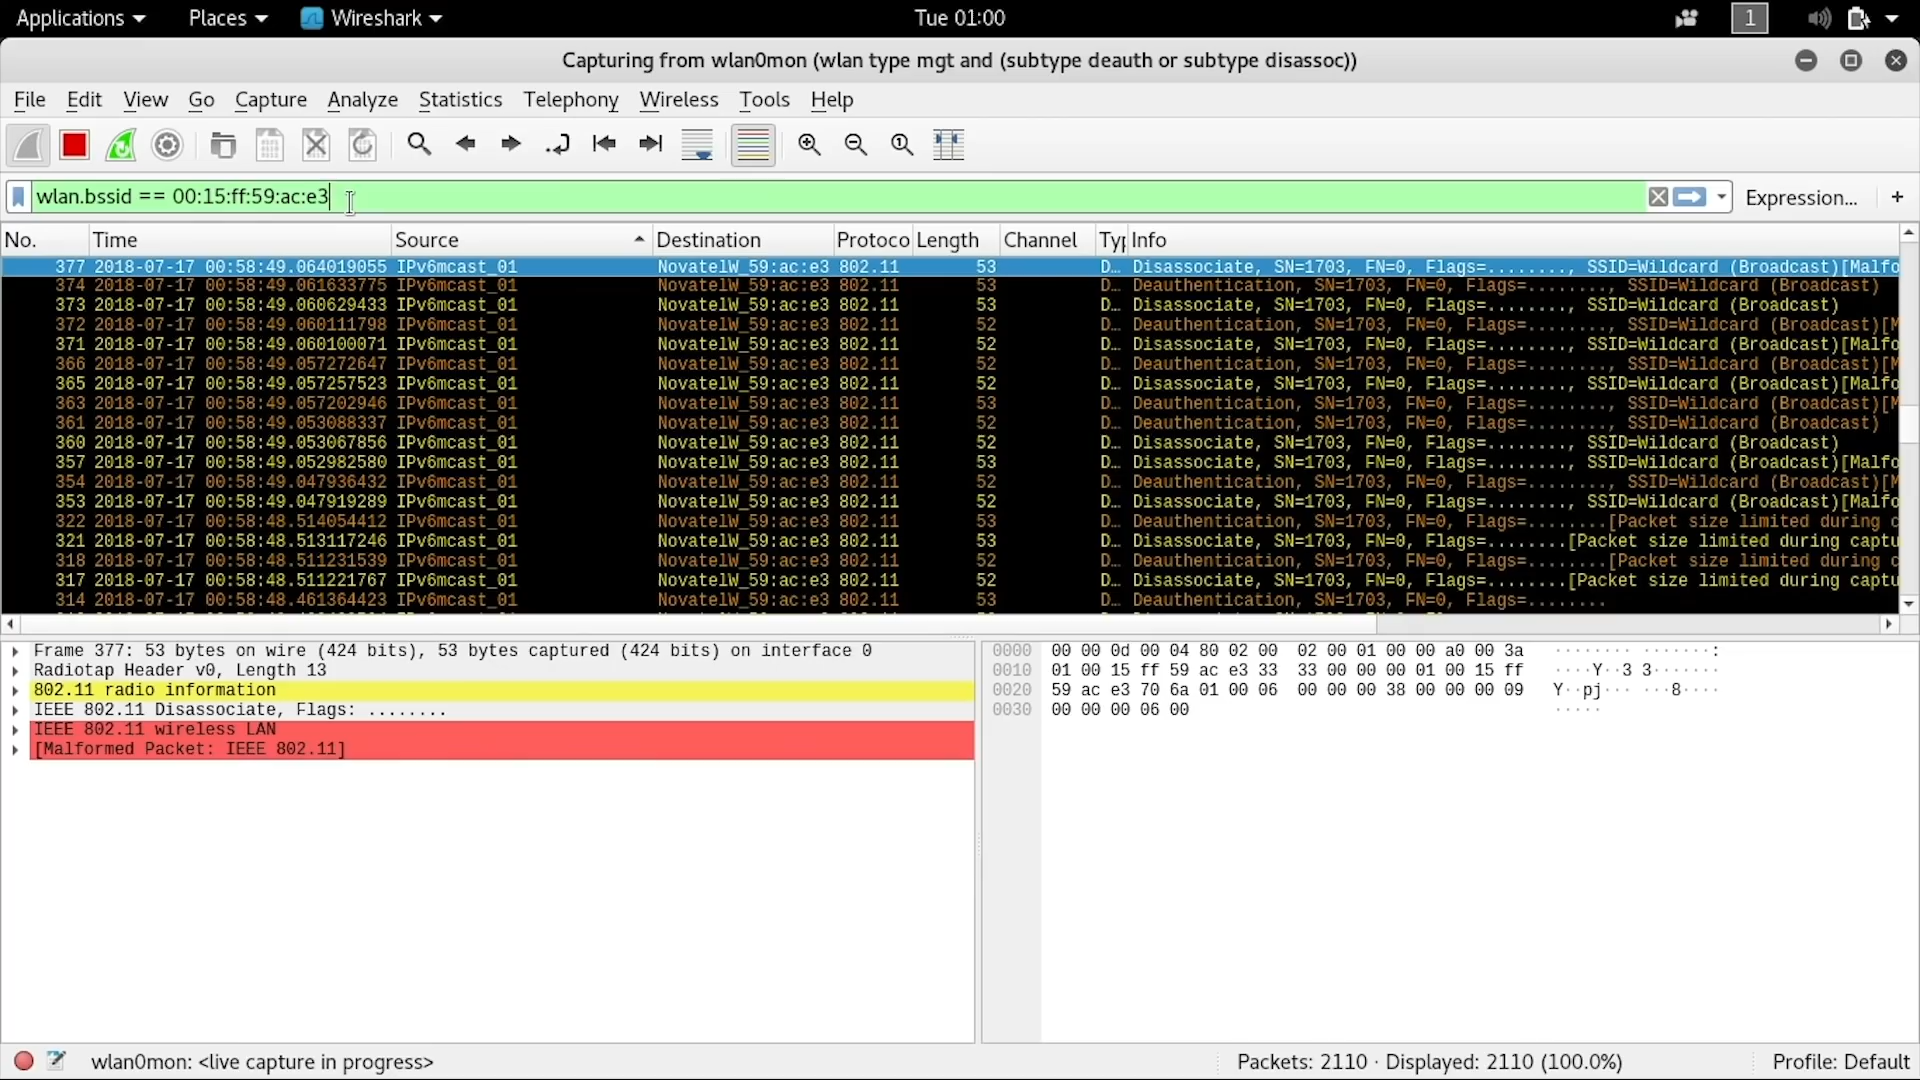 Applications Places Wireshark Tue 01:00 1
Capturing from wlan0mon (wlan type mgt and (subtype deauth or subtype disassoc))
File Edit View Go Capture Analyze Statistics Telephony Wireless Tools Help
wlan.bssid == 00:15:ff:59:ac:e3 Expression... +
No. Time Source Destination Protoco Length Channel Typ Info
377 2018-07-17 00:58:49.064019055 IPv6mcast_01 NovatelW_59:ac:e3 802.11 53 D… Disassociate, SN=1703, FN=0, Flags=........, SSID=Wildcard (Broadcast)[Malfo
374 2018-07-17 00:58:49.061633775 IPv6mcast_01 NovatelW_59:ac:e3 802.11 53 D… Deauthentication, SN=1703, FN=0, Flags=........, SSID=Wildcard (Broadcast)
373 2018-07-17 00:58:49.060629433 IPv6mcast_01 NovatelW_59:ac:e3 802.11 53 D… Disassociate, SN=1703, FN=0, Flags=........, SSID=Wildcard (Broadcast)
372 2018-07-17 00:58:49.060111798 IPv6mcast_01 NovatelW_59:ac:e3 802.11 52 D… Deauthentication, SN=1703, FN=0, Flags=........, SSID=Wildcard (Broadcast)[M
371 2018-07-17 00:58:49.060100071 IPv6mcast_01 NovatelW_59:ac:e3 802.11 52 D… Disassociate, SN=1703, FN=0, Flags=........, SSID=Wildcard (Broadcast)[Malfo
366 2018-07-17 00:58:49.057272647 IPv6mcast_01 NovatelW_59:ac:e3 802.11 52 D… Deauthentication, SN=1703, FN=0, Flags=........, SSID=Wildcard (Broadcast)[M
365 2018-07-17 00:58:49.057257523 IPv6mcast_01 NovatelW_59:ac:e3 802.11 52 D… Disassociate, SN=1703, FN=0, Flags=........, SSID=Wildcard (Broadcast)[Malfo
363 2018-07-17 00:58:49.057202946 IPv6mcast_01 NovatelW_59:ac:e3 802.11 53 D… Deauthentication, SN=1703, FN=0, Flags=........, SSID=Wildcard (Broadcast)[M
361 2018-07-17 00:58:49.053088337 IPv6mcast_01 NovatelW_59:ac:e3 802.11 52 D… Deauthentication, SN=1703, FN=0, Flags=........, SSID=Wildcard (Broadcast)
360 2018-07-17 00:58:49.053067856 IPv6mcast_01 NovatelW_59:ac:e3 802.11 52 D… Disassociate, SN=1703, FN=0, Flags=........, SSID=Wildcard (Broadcast)
357 2018-07-17 00:58:49.052982580 IPv6mcast_01 NovatelW_59:ac:e3 802.11 53 D… Disassociate, SN=1703, FN=0, Flags=........, SSID=Wildcard (Broadcast)[Malfo
354 2018-07-17 00:58:49.047936432 IPv6mcast_01 NovatelW_59:ac:e3 802.11 52 D… Deauthentication, SN=1703, FN=0, Flags=........, SSID=Wildcard (Broadcast)[M
353 2018-07-17 00:58:49.047919289 IPv6mcast_01 NovatelW_59:ac:e3 802.11 52 D… Disassociate, SN=1703, FN=0, Flags=........, SSID=Wildcard (Broadcast)[Malfo
322 2018-07-17 00:58:48.514054412 IPv6mcast_01 NovatelW_59:ac:e3 802.11 53 D… Deauthentication, SN=1703, FN=0, Flags=........[Packet size limited during c
321 2018-07-17 00:58:48.513117246 IPv6mcast_01 NovatelW_59:ac:e3 802.11 53 D… Disassociate, SN=1703, FN=0, Flags=........[Packet size limited during captu
318 2018-07-17 00:58:48.511231539 IPv6mcast_01 NovatelW_59:ac:e3 802.11 52 D… Deauthentication, SN=1703, FN=0, Flags=........[Packet size limited during c
317 2018-07-17 00:58:48.511221767 IPv6mcast_01 NovatelW_59:ac:e3 802.11 52 D… Disassociate, SN=1703, FN=0, Flags=........[Packet size limited during captu
314 2018-07-17 00:58:48.461364423 IPv6mcast_01 NovatelW_59:ac:e3 802.11 53 D… Deauthentication, SN=1703, FN=0, Flags=........
Frame 377: 53 bytes on wire (424 bits), 53 bytes captured (424 bits) on interface 0
Radiotap Header v0, Length 13
802.11 radio information
IEEE 802.11 Disassociate, Flags: ........
IEEE 802.11 wireless LAN
[Malformed Packet: IEEE 802.11]
0000 00 00 0d 00 04 80 02 00 02 00 01 00 00 a0 00 3a ........ .......:
0010 01 00 15 ff 59 ac e3 33 33 00 00 00 01 00 15 ff ....Y..3 3.......
0020 59 ac e3 70 6a 01 00 06 00 00 00 38 00 00 00 09 Y..pj... ...8....
0030 00 00 00 06 00 .....
wlan0mon: <live capture in progress> Packets: 2110 · Displayed: 2110 (100.0%) Profile: Default